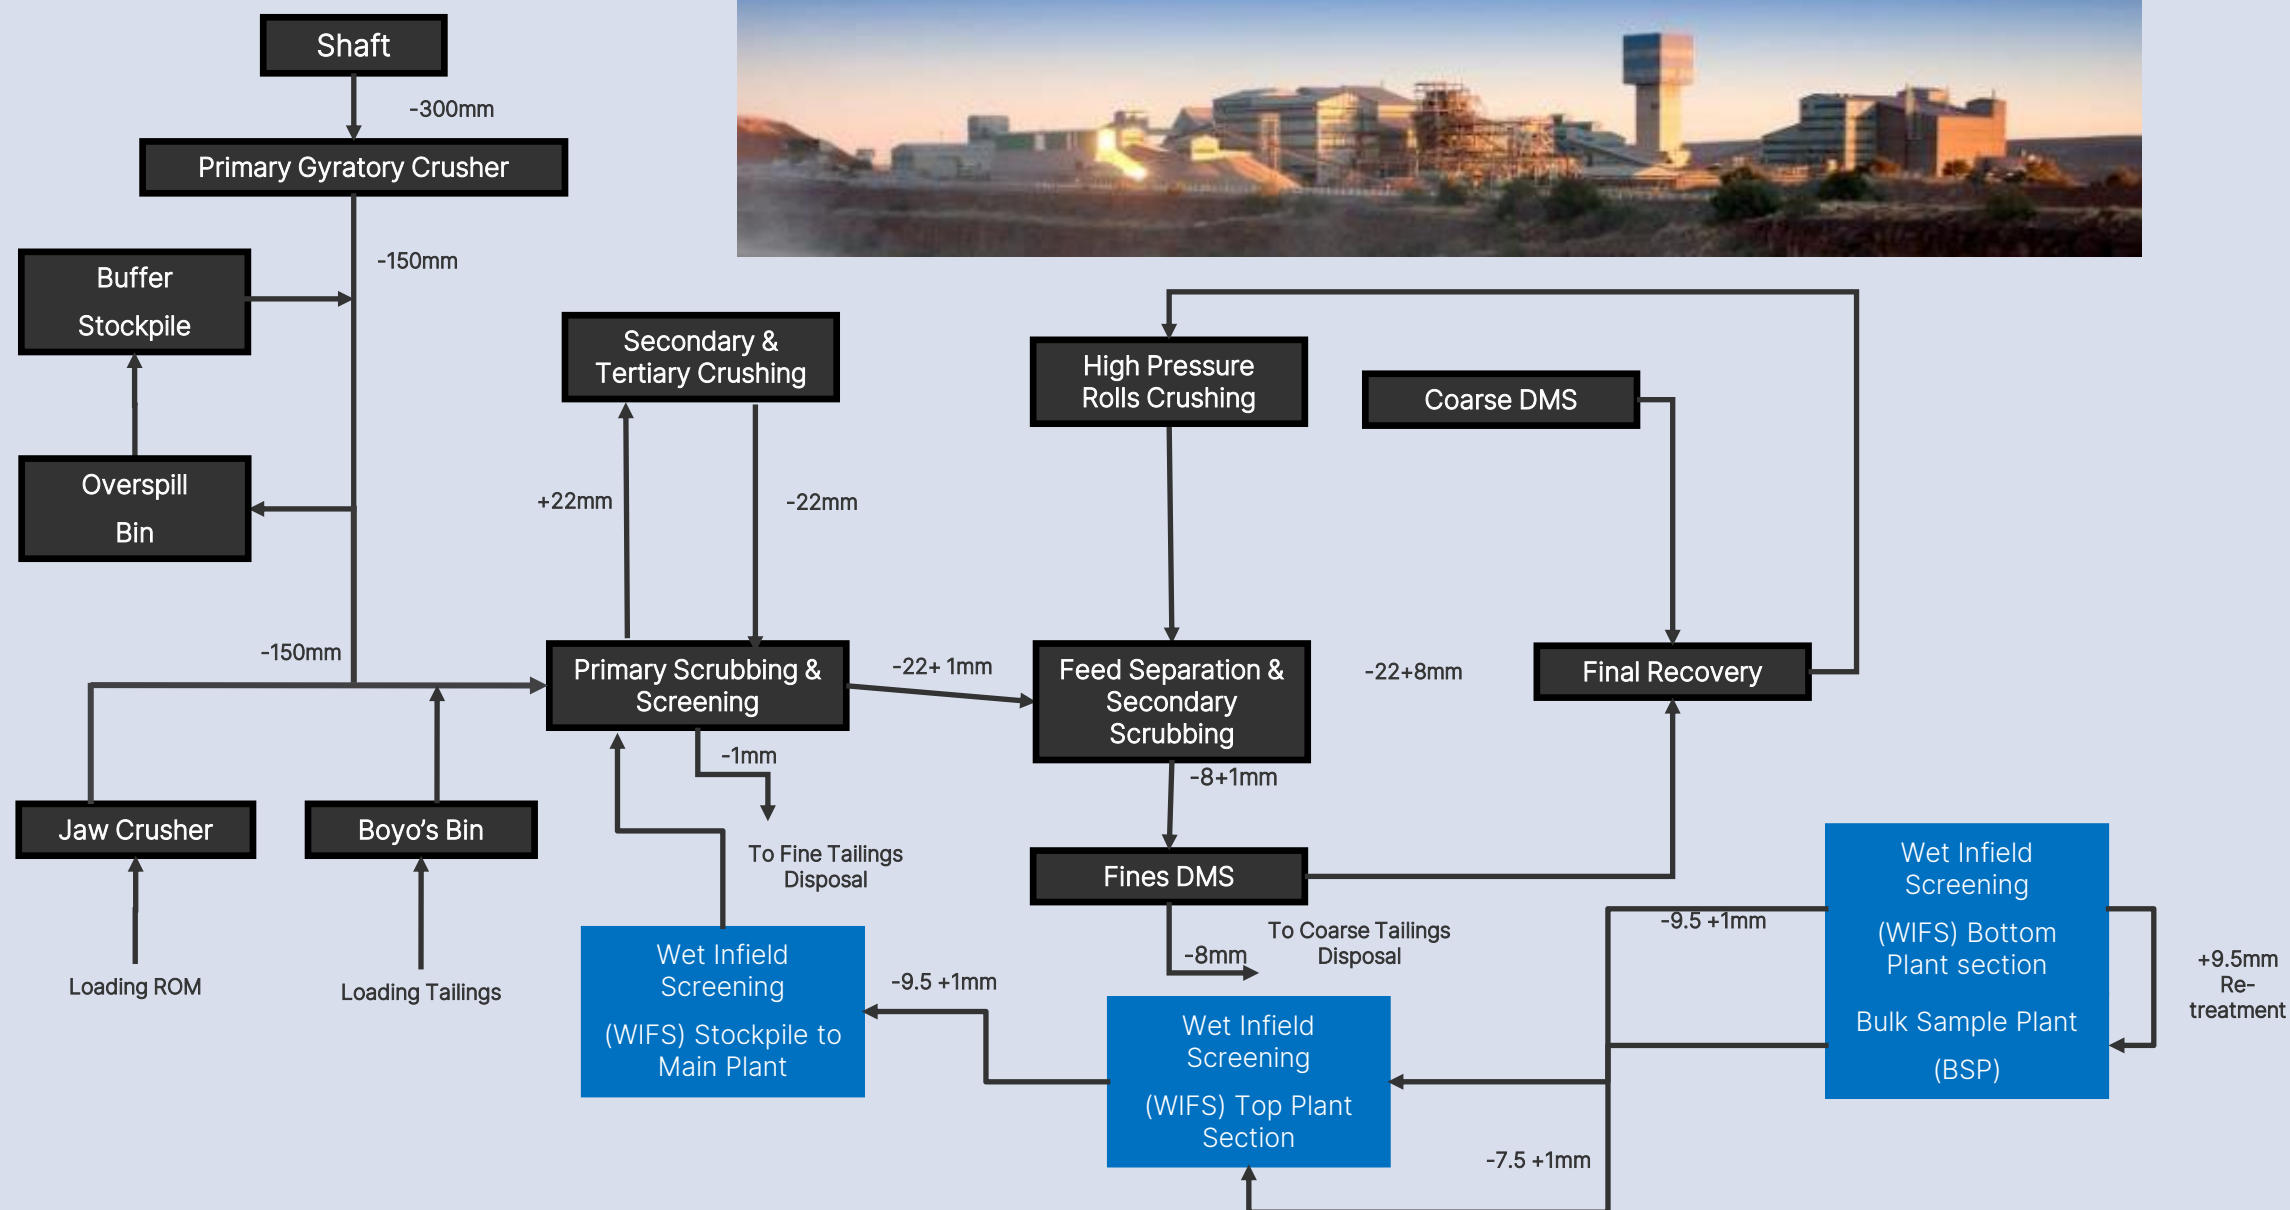 Shaft
-300mm
Primary Gyratory Crusher
-150mm
Buffer
Stockpile
Secondary &
Tertiary Crushing
High Pressure
Rolls Crushing
Coarse DMS
Overspill
Bin
+22mm
-22mm
-150mm
Primary Scrubbing &
Screening
-22+ 1mm
Feed Separation &
Secondary
Scrubbing
-22+8mm
Final Recovery
-1mm
-8+1mm
Jaw Crusher
Boyo's Bin
To Fine Tailings
Disposal
Fines DMS
Loading ROM
Loading Tailings
-8mm
To Coarse Tailings
Disposal
Wet Infield
Screening
(WIFS) Stockpile to
Main Plant
-9.5 +1mm
Wet Infield
Screening
(WIFS) Top Plant
Section
-9.5 +1mm
Wet Infield
Screening
(WIFS) Bottom
Plant section
Bulk Sample Plant
(BSP)
+9.5mm
Re-
treatment
-7.5 +1mm